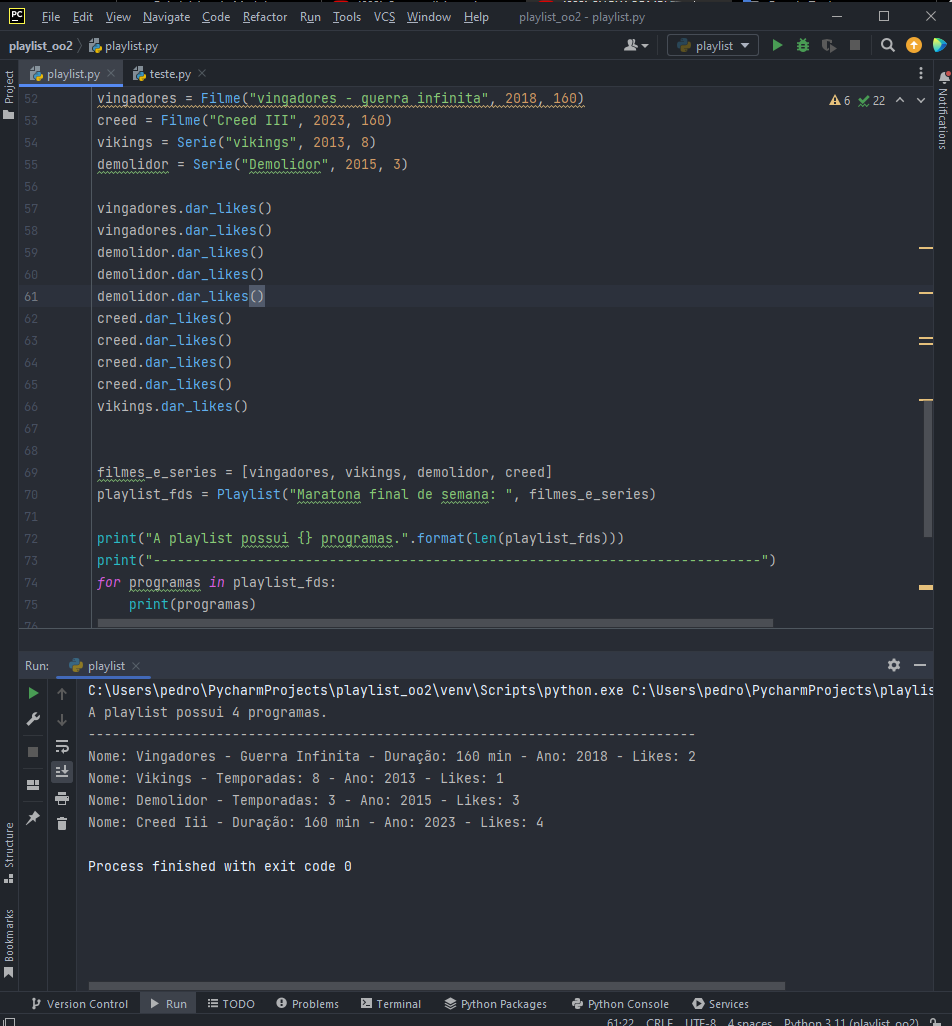 PC File Edit View Navigate Code Refactor Run Tools VCS Window Help playlist_oo2 - playlist.py
playlist_oo2 playlist.py playlist
playlist.py teste.py
Project
Notifications
6 22
52 vingadores = Filme("vingadores - guerra infinita", 2018, 160)
53 creed = Filme("Creed III", 2023, 160)
54 vikings = Serie("vikings", 2013, 8)
55 demolidor = Serie("Demolidor", 2015, 3)
56
57 vingadores.dar_likes()
58 vingadores.dar_likes()
59 demolidor.dar_likes()
60 demolidor.dar_likes()
61 demolidor.dar_likes()
62 creed.dar_likes()
63 creed.dar_likes()
64 creed.dar_likes()
65 creed.dar_likes()
66 vikings.dar_likes()
67
68
69 filmes_e_series = [vingadores, vikings, demolidor, creed]
70 playlist_fds = Playlist("Maratona final de semana: ", filmes_e_series)
71
72 print("A playlist possui {} programas.".format(len(playlist_fds)))
73 print("----------------------------------------------------------------------------")
74 for programas in playlist_fds:
75 print(programas)
76
Run: playlist
C:\Users\pedro\PycharmProjects\playlist_oo2\venv\Scripts\python.exe C:\Users\pedro\PycharmProjects\playlis
A playlist possui 4 programas.
----------------------------------------------------------------------------
Nome: Vingadores - Guerra Infinita - Duração: 160 min - Ano: 2018 - Likes: 2
Nome: Vikings - Temporadas: 8 - Ano: 2013 - Likes: 1
Nome: Demolidor - Temporadas: 3 - Ano: 2015 - Likes: 3
Nome: Creed Iii - Duração: 160 min - Ano: 2023 - Likes: 4
Process finished with exit code 0
Structure
Bookmarks
Version Control Run TODO Problems Terminal Python Packages Python Console Services
61:22 CRLF UTF-8 4 spaces Python 3.11 (playlist_oo2)